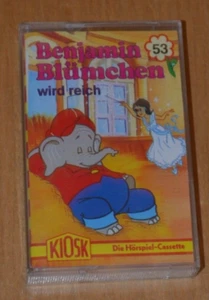 Benjamin
Blümchen
53
wird reich
KIOSK
Die Hörspiel-Cassette